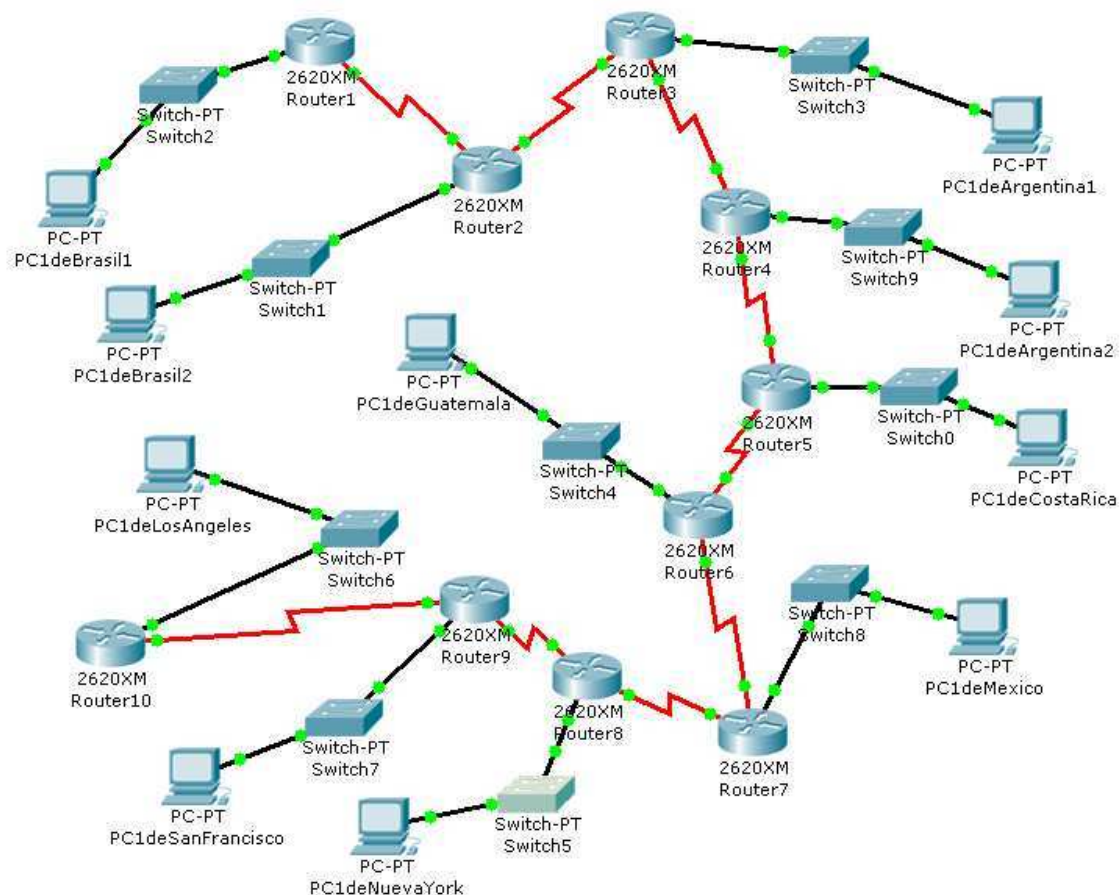 2620XM
Router1
Switch-PT
Switch2
PC-PT
PC1deBrasil1
2620XM
Router2
Switch-PT
Switch1
PC-PT
PC1deBrasil2
2620XM
Router3
Switch-PT
Switch3
PC-PT
PC1deArgentina1
2620XM
Router4
Switch-PT
Switch9
PC-PT
PC1deArgentina2
2620XM
Router5
Switch-PT
Switch0
PC-PT
PC1deCostaRica
PC-PT
PC1deGuatemala
Switch-PT
Switch4
2620XM
Router6
PC-PT
PC1deLosAngeles
Switch-PT
Switch6
2620XM
Router10
2620XM
Router9
Switch-PT
Switch7
PC-PT
PC1deSanFrancisco
2620XM
Router8
Switch-PT
Switch5
PC-PT
PC1deNuevaYork
2620XM
Router7
Switch-PT
Switch8
PC-PT
PC1deMexico